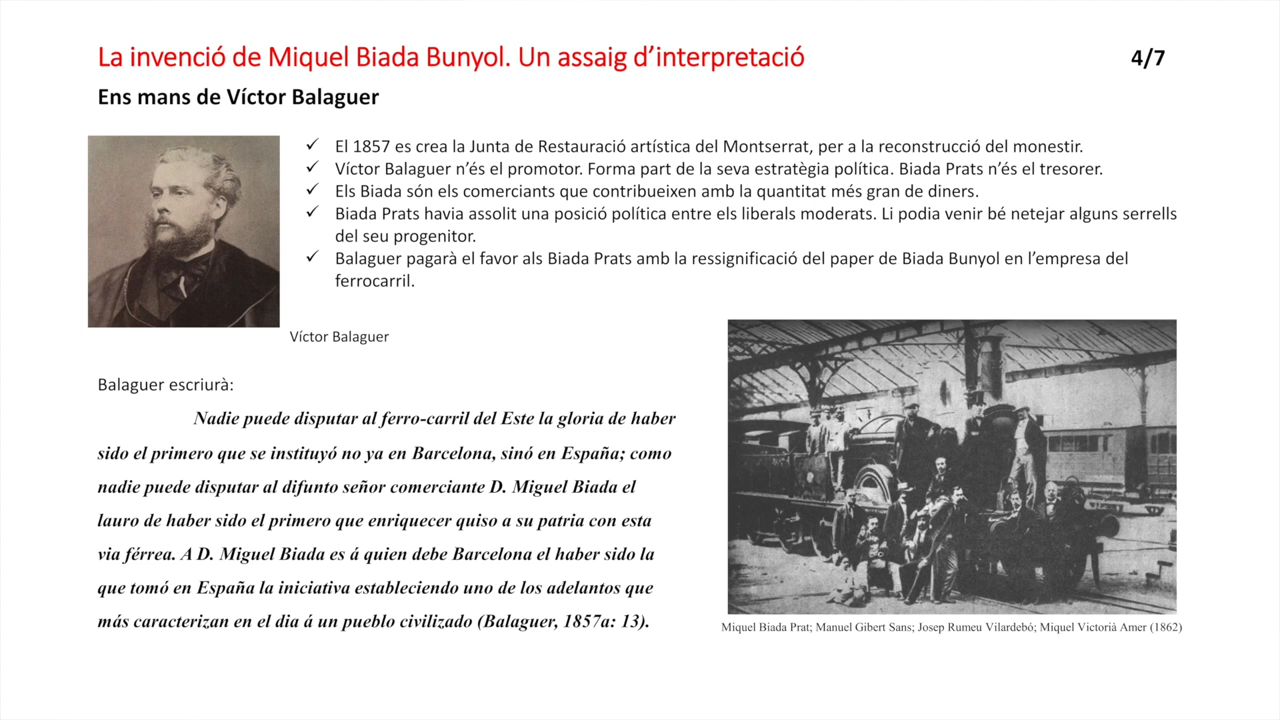 La invenció de Miquel Biada Bunyol. Un assaig d’interpretació
4/7
Ens mans de Víctor Balaguer
✓ El 1857 es crea la Junta de Restauració artística del Montserrat, per a la reconstrucció del monestir.
✓ Víctor Balaguer n’és el promotor. Forma part de la seva estratègia política. Biada Prats n’és el tresorer.
✓ Els Biada són els comerciants que contribueixen amb la quantitat més gran de diners.
✓ Biada Prats havia assolit una posició política entre els liberals moderats. Li podia venir bé netejar alguns serrells
del seu progenitor.
✓ Balaguer pagarà el favor als Biada Prats amb la ressignificació del paper de Biada Bunyol en l’empresa del
ferrocarril.
Víctor Balaguer
Balaguer escriurà:
Nadie puede disputar al ferro-carril del Este la gloria de haber
sido el primero que se instituyó no ya en Barcelona, sinó en España; como
nadie puede disputar al difunto señor comerciante D. Miguel Biada el
lauro de haber sido el primero que enriquecer quiso a su patria con esta
via férrea. A D. Miguel Biada es á quien debe Barcelona el haber sido la
que tomó en España la iniciativa estableciendo uno de los adelantos que
más caracterizan en el dia á un pueblo civilizado (Balaguer, 1857a: 13).
Miquel Biada Prat; Manuel Gibert Sans; Josep Rumeu Vilardebó; Miquel Victorià Amer (1862)